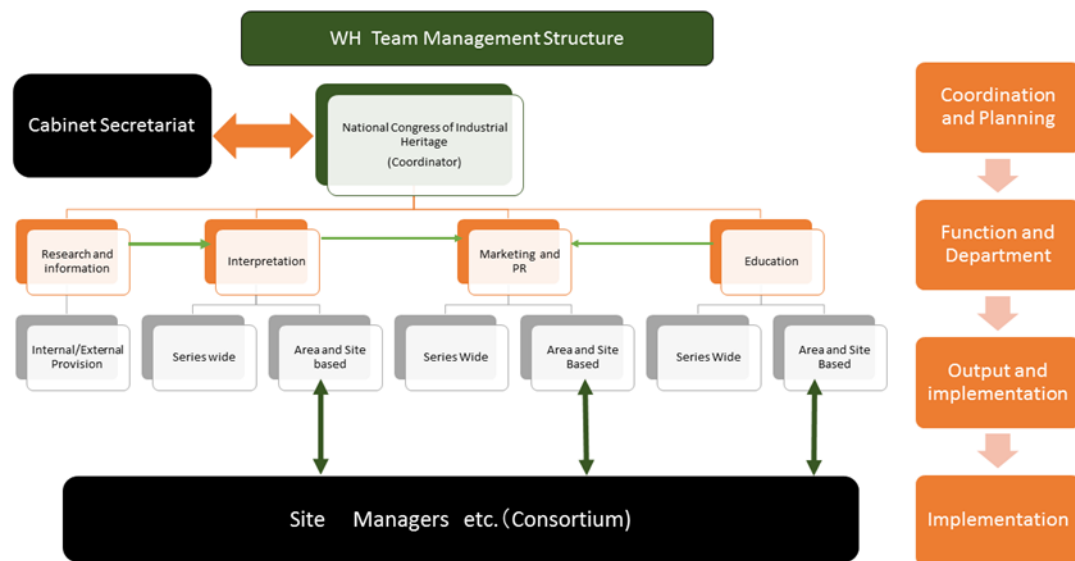 WH Team Management Structure
Cabinet Secretariat
National Congress of Industrial
Heritage
(Coordinator)
Coordination
and Planning
Research and
information
Interpretation
Marketing and
PR
Education
Function and
Department
Internal/External
Provision
Series wide
Area and Site
based
Series Wide
Area and Site
Based
Series Wide
Area and Site
Based
Output and
implementation
Site Managers etc.(Consortium)
Implementation